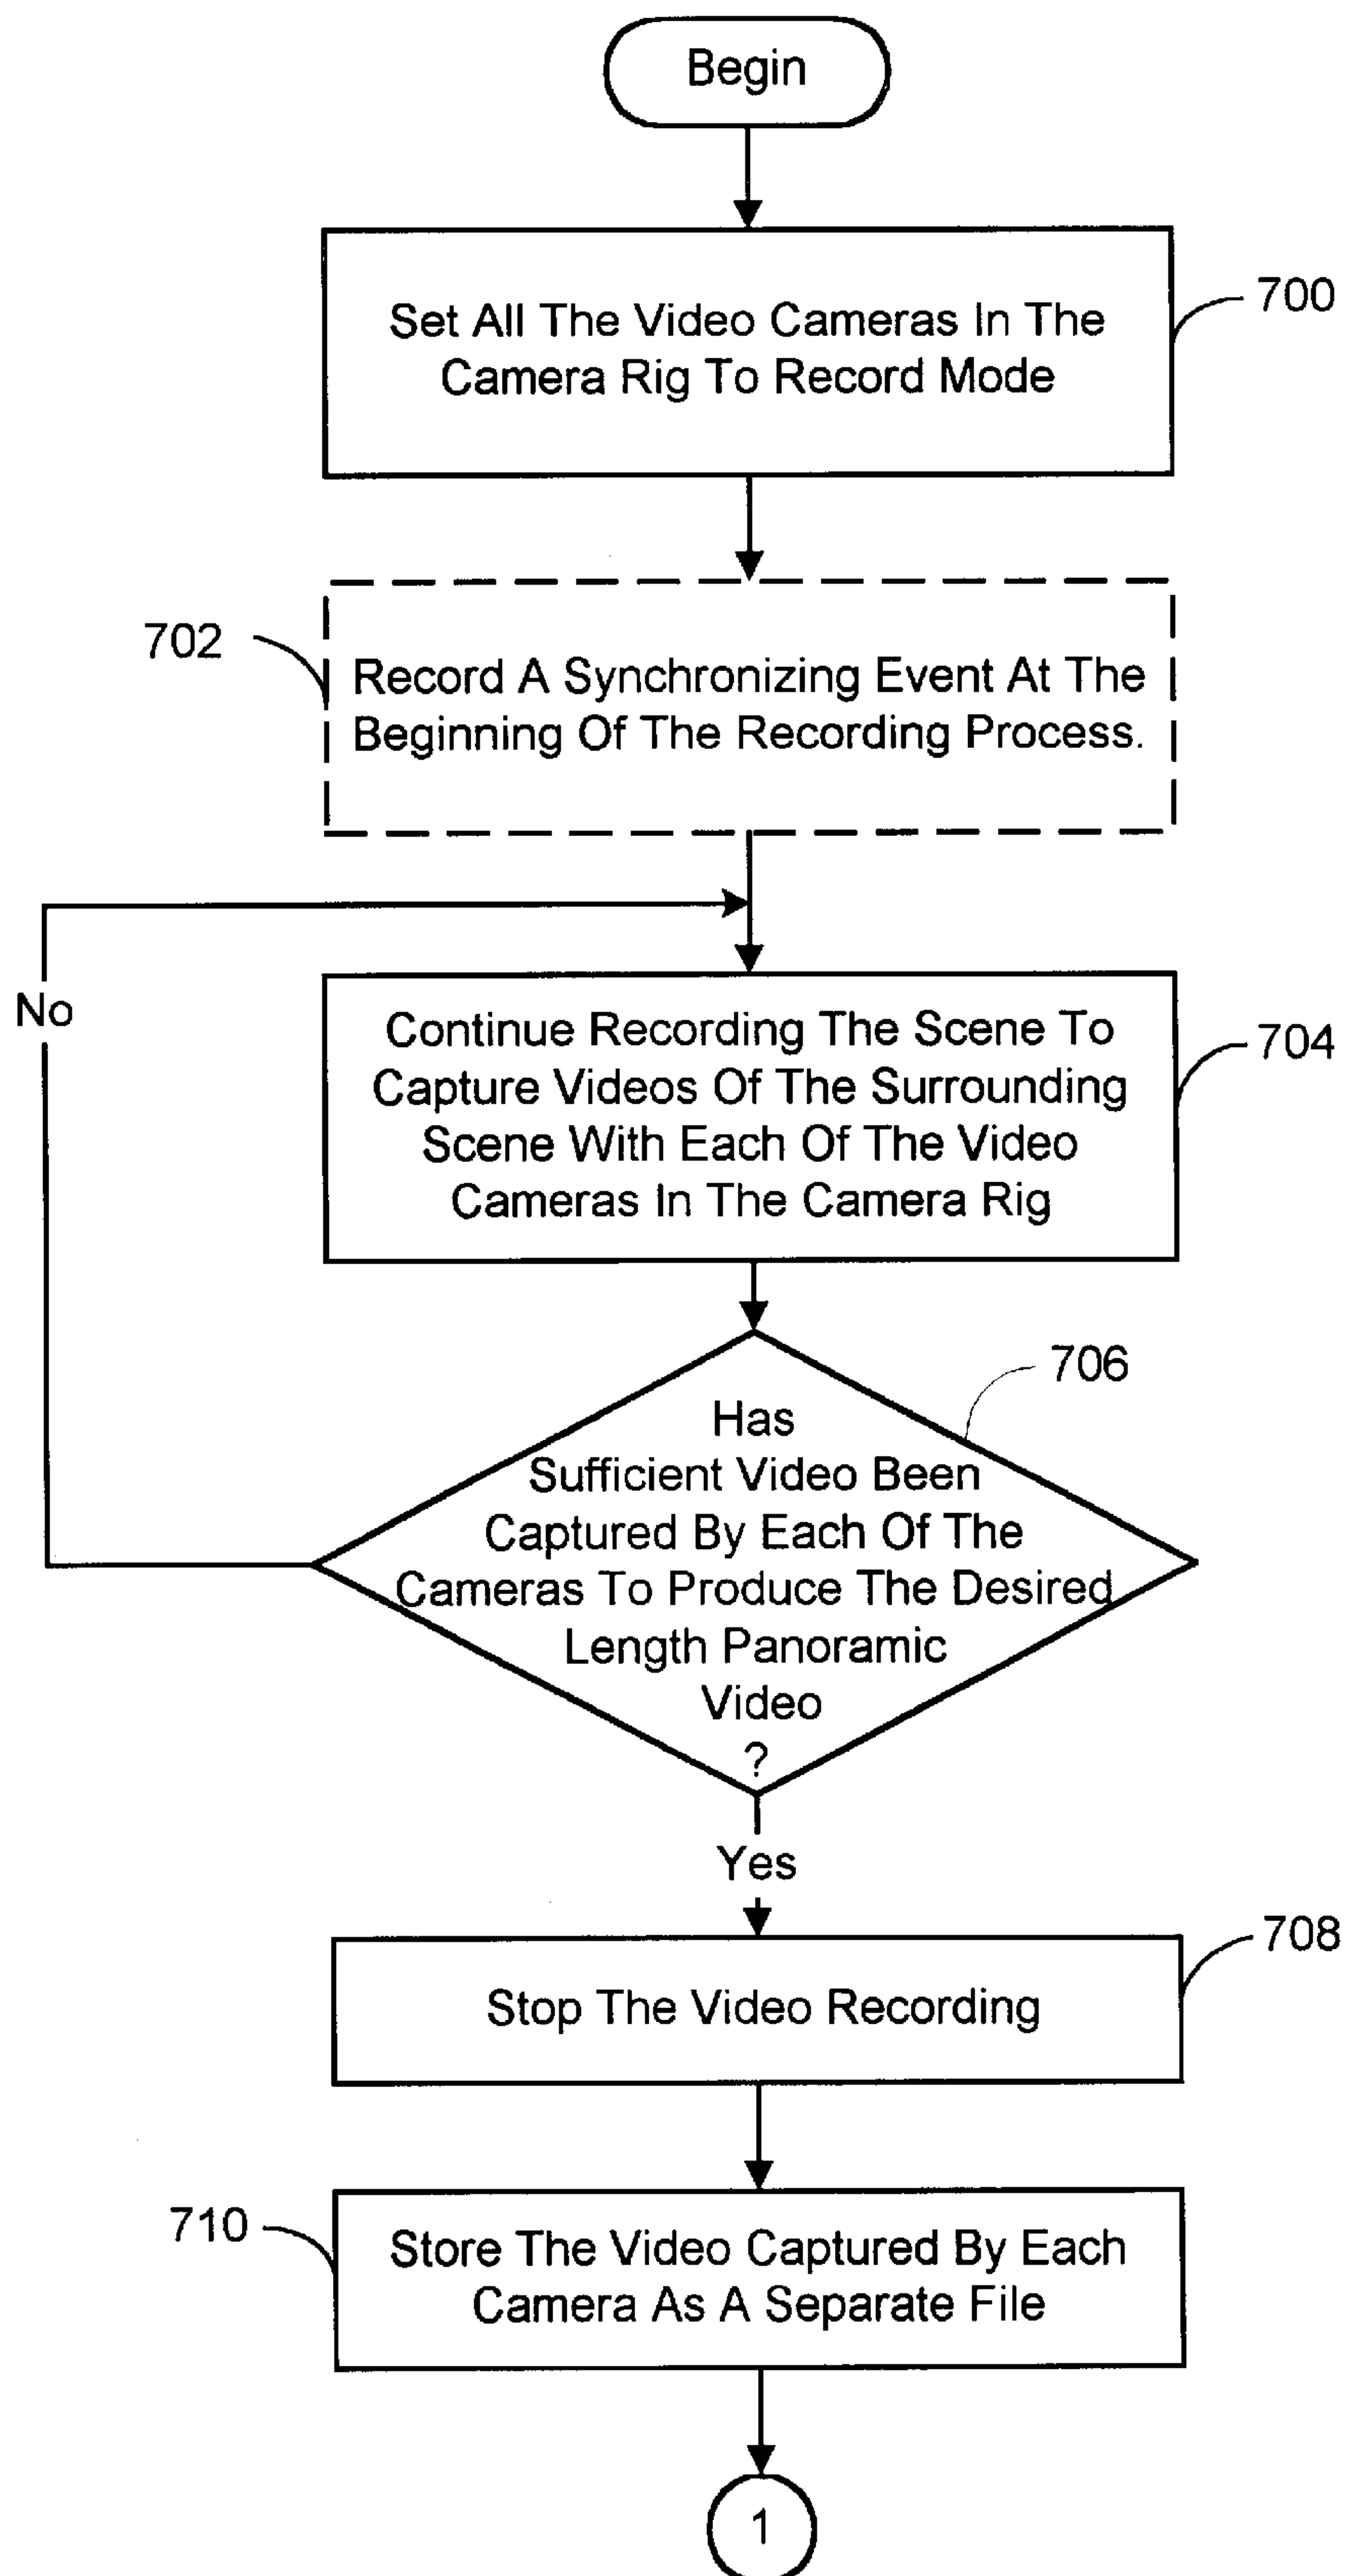 Begin
Set All The Video Cameras In The
Camera Rig To Record Mode
700
702
Record A Synchronizing Event At The
Beginning Of The Recording Process.
No
Continue Recording The Scene To
Capture Videos Of The Surrounding
Scene With Each Of The Video
Cameras In The Camera Rig
704
706
Has
Sufficient Video Been
Captured By Each Of The
Cameras To Produce The Desired
Length Panoramic
Video
?
Yes
708
Stop The Video Recording
710
Store The Video Captured By Each
Camera As A Separate File
1